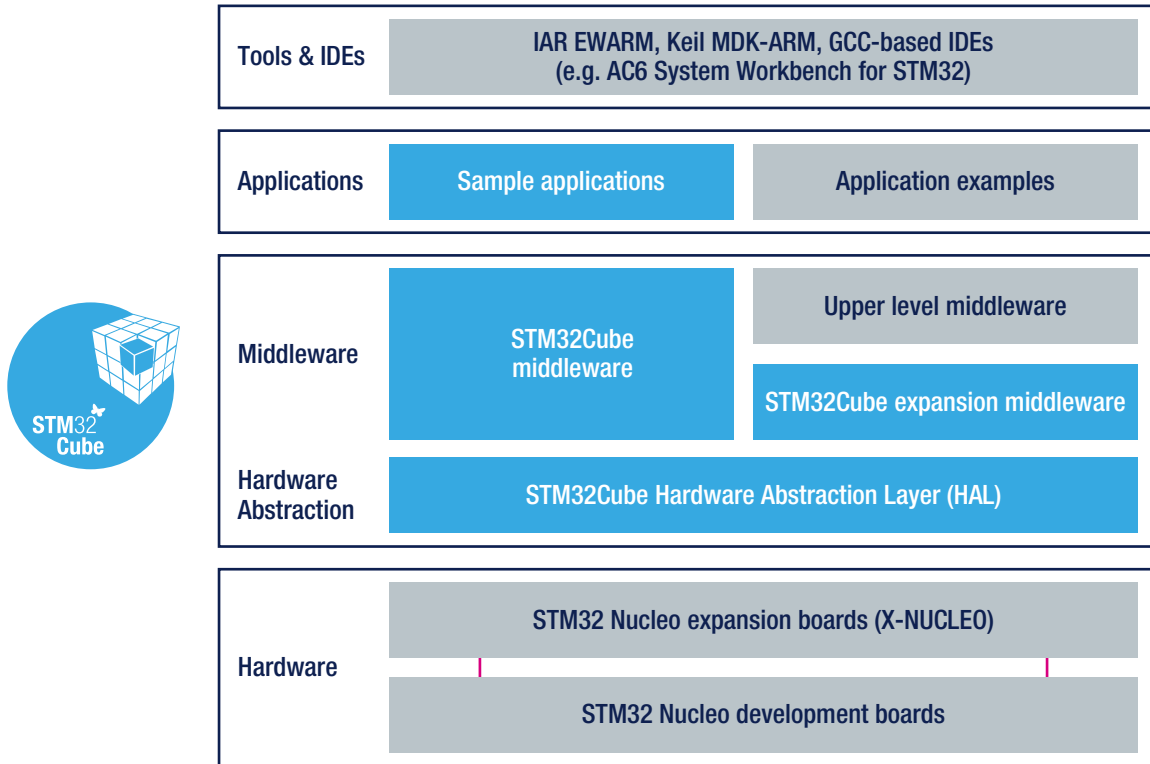 Tools & IDEs
IAR EWARM, Keil MDK-ARM, GCC-based IDEs
(e.g. AC6 System Workbench for STM32)
Applications
Sample applications
Application examples
STM32
Cube
Middleware
STM32Cube
middleware
Upper level middleware
STM32Cube expansion middleware
Hardware
Abstraction
STM32Cube Hardware Abstraction Layer (HAL)
Hardware
STM32 Nucleo expansion boards (X-NUCLEO)
STM32 Nucleo development boards